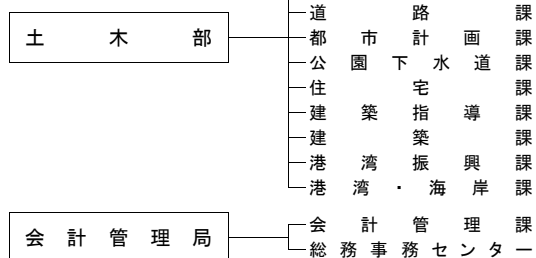 道路課
土木部
都市計画課
公園下水道課
住宅課
建築指導課
建築課
港湾振興課
港湾・海岸課
会計管理局
会計管理課
総務事務センター